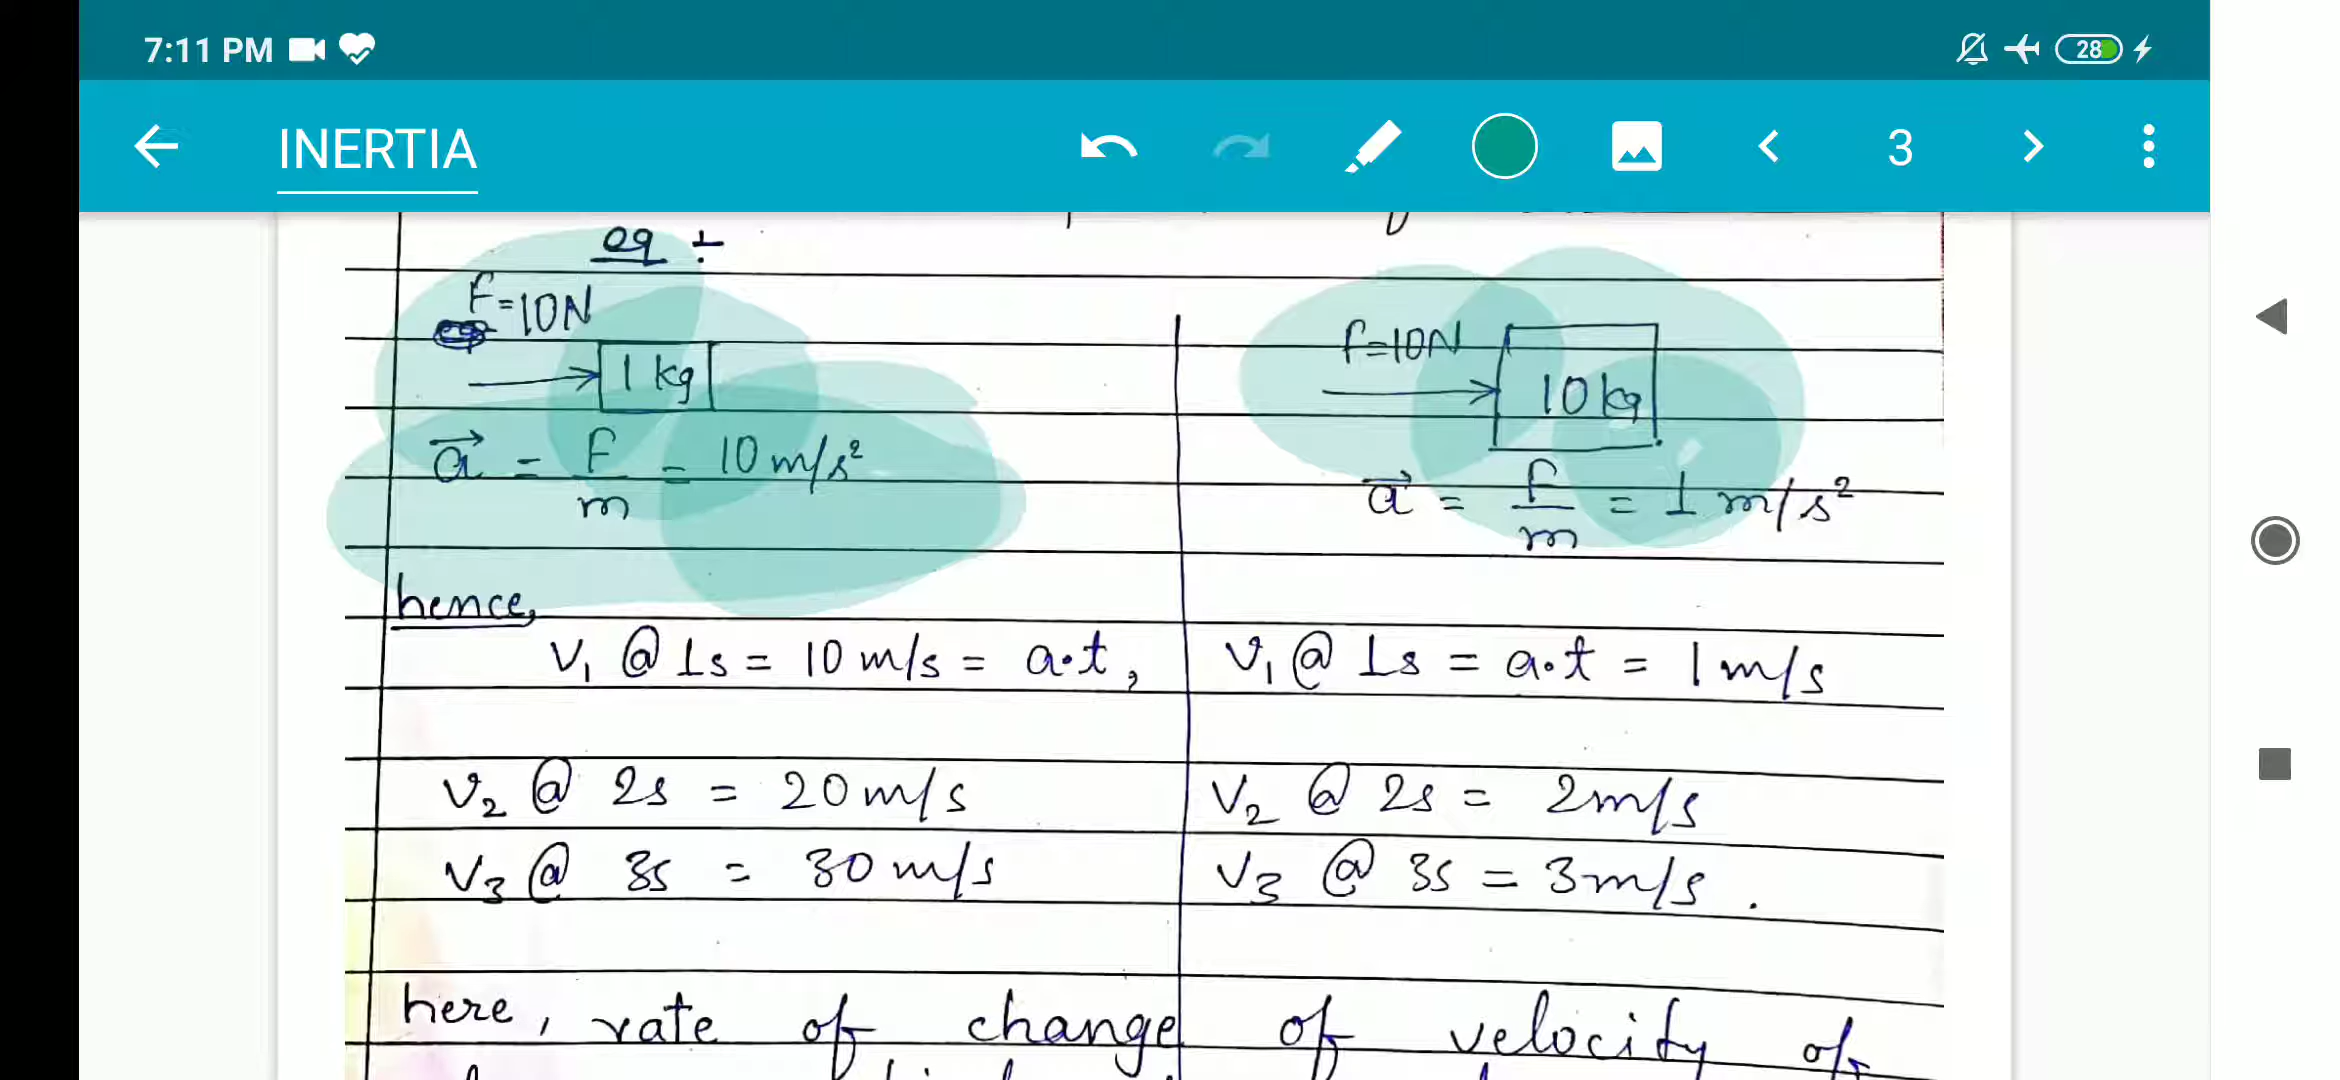 7:11 PM
28
INERTIA
3
eg ÷
F=10N
1 kg
a⃗ = F/m = 10 m/s²
f=10N
10 kg
a⃗ = f/m = 1 m/s²
hence,
V₁ @ 1s = 10 m/s = a.t,
V₁ @ 1s = a.t = 1 m/s
V₂ @ 2s = 20 m/s
V₂ @ 2s = 2m/s
V₃ @ 3s = 30 m/s
V₃ @ 3s = 3m/s.
here, rate of change of velocity of